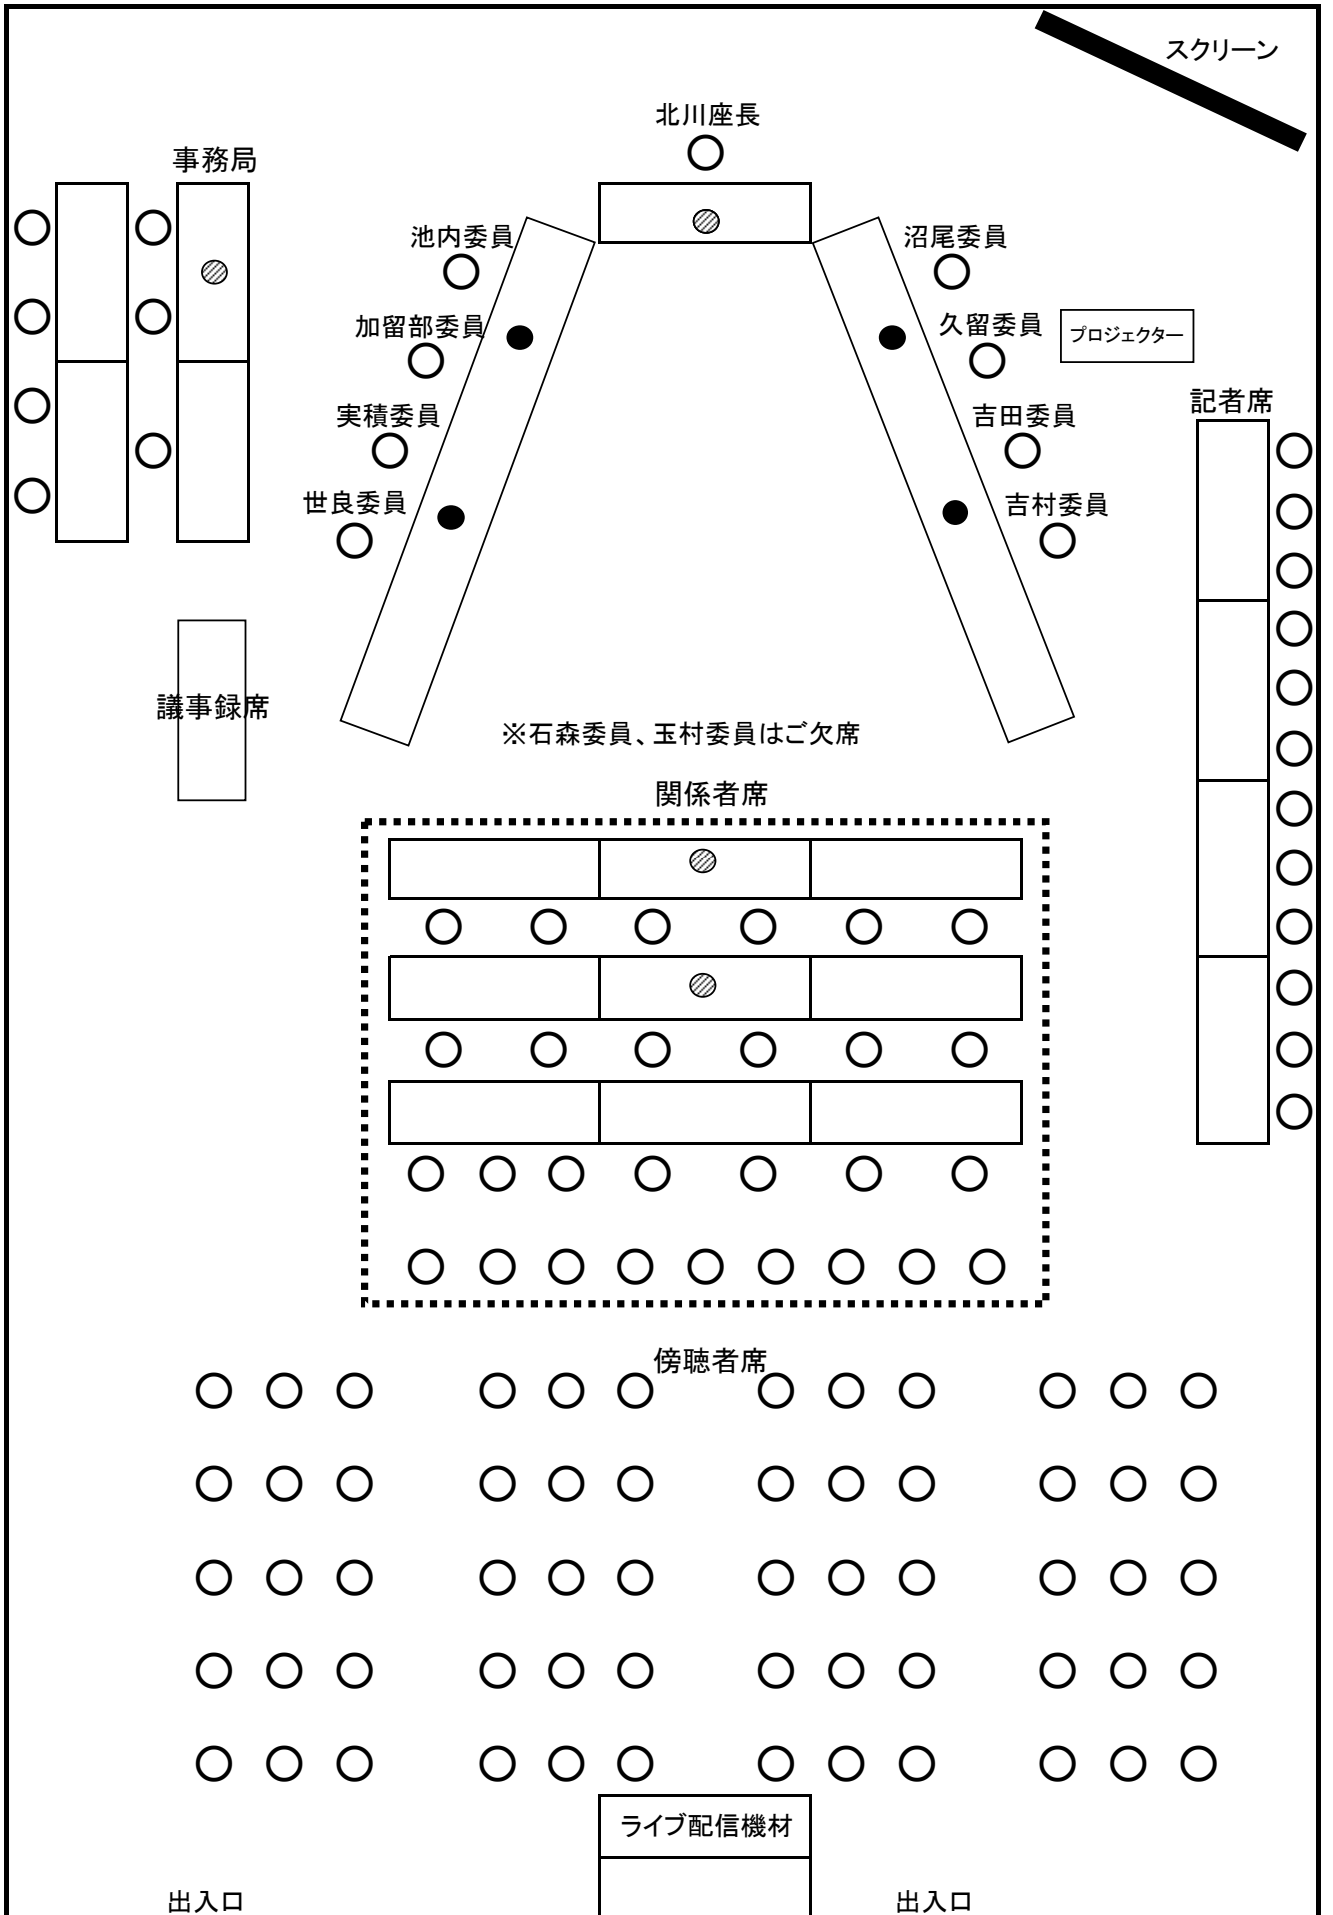 スクリーン
北川座長
事務局
池内委員
沼尾委員
加留部委員
久留委員
プロジェクター
記者席
実積委員
吉田委員
世良委員
吉村委員
議事録席
※石森委員、玉村委員はご欠席
関係者席
傍聴者席
ライブ配信機材
出入口
出入口